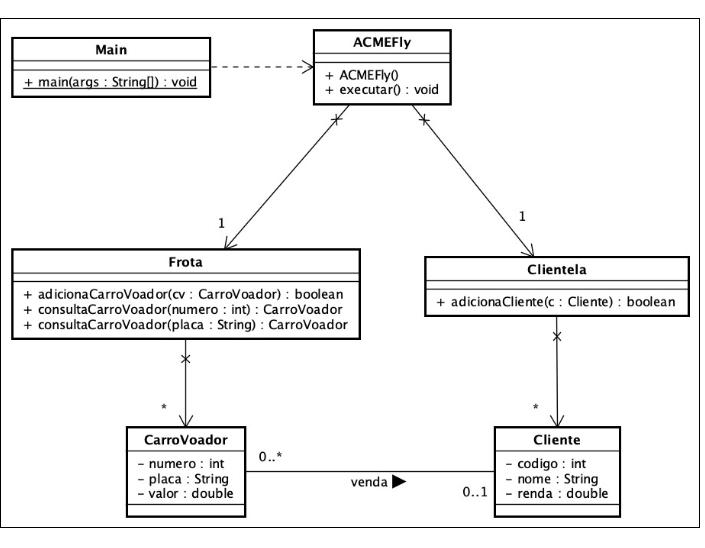 Main
+ main(args : String[]) : void
ACMEFly
+ ACMEFly()
+ executar() : void
1
1
Frota
+ adicionaCarroVoador(cv : CarroVoador) : boolean
+ consultaCarroVoador(numero : int) : CarroVoador
+ consultaCarroVoador(placa : String) : CarroVoador
Clientela
+ adicionaCliente(c : Cliente) : boolean
*
*
CarroVoador
- numero : int
- placa : String
- valor : double
0..*
venda ▶
0..1
Cliente
- codigo : int
- nome : String
- renda : double